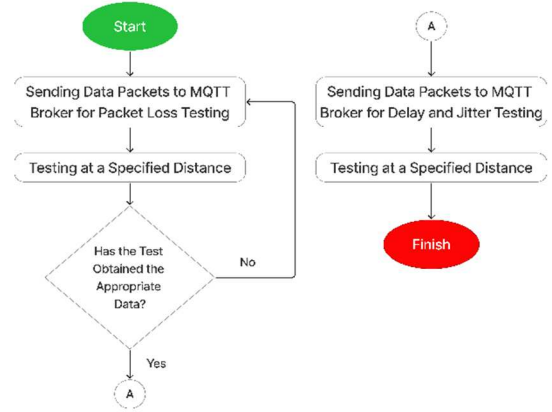 Start
Sending Data Packets to MQTT
Broker for Packet Loss Testing
Testing at a Specified Distance
Has the Test
Obtained the
Appropriate
Data?
No
Yes
A
A
Sending Data Packets to MQTT
Broker for Delay and Jitter Testing
Testing at a Specified Distance
Finish